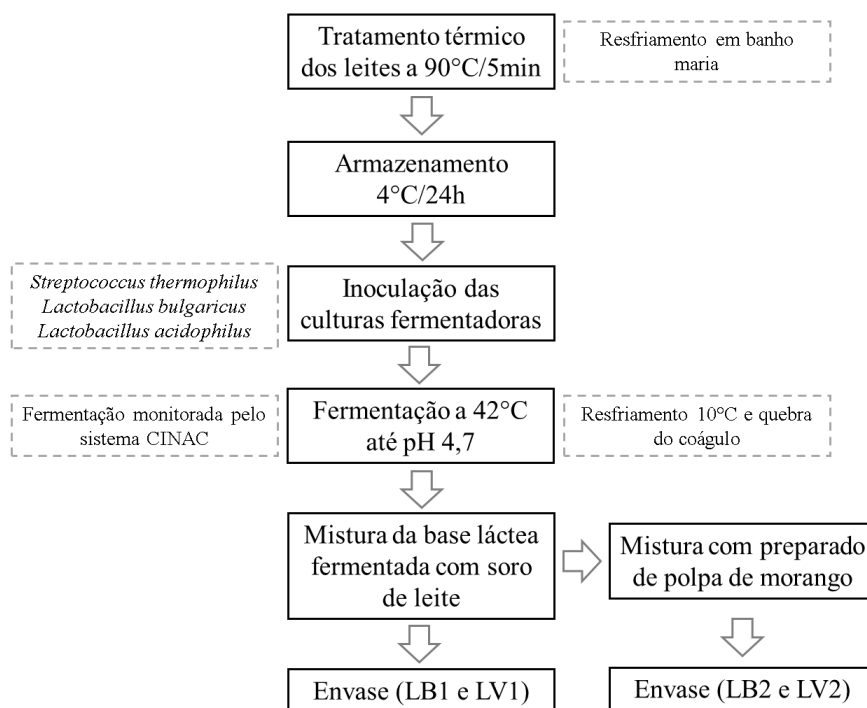 Tratamento térmico
dos leites a 90°C/5min
Resfriamento em banho
maria
Armazenamento
4°C/24h
Streptococcus thermophilus
Lactobacillus bulgaricus
Lactobacillus acidophilus
Inoculação das
culturas fermentadoras
Fermentação monitorada pelo
sistema CINAC
Fermentação a 42°C
até pH 4,7
Resfriamento 10°C e quebra
do coágulo
Mistura da base láctea
fermentada com soro
de leite
Mistura com preparado
de polpa de morango
Envase (LB1 e LV1)
Envase (LB2 e LV2)